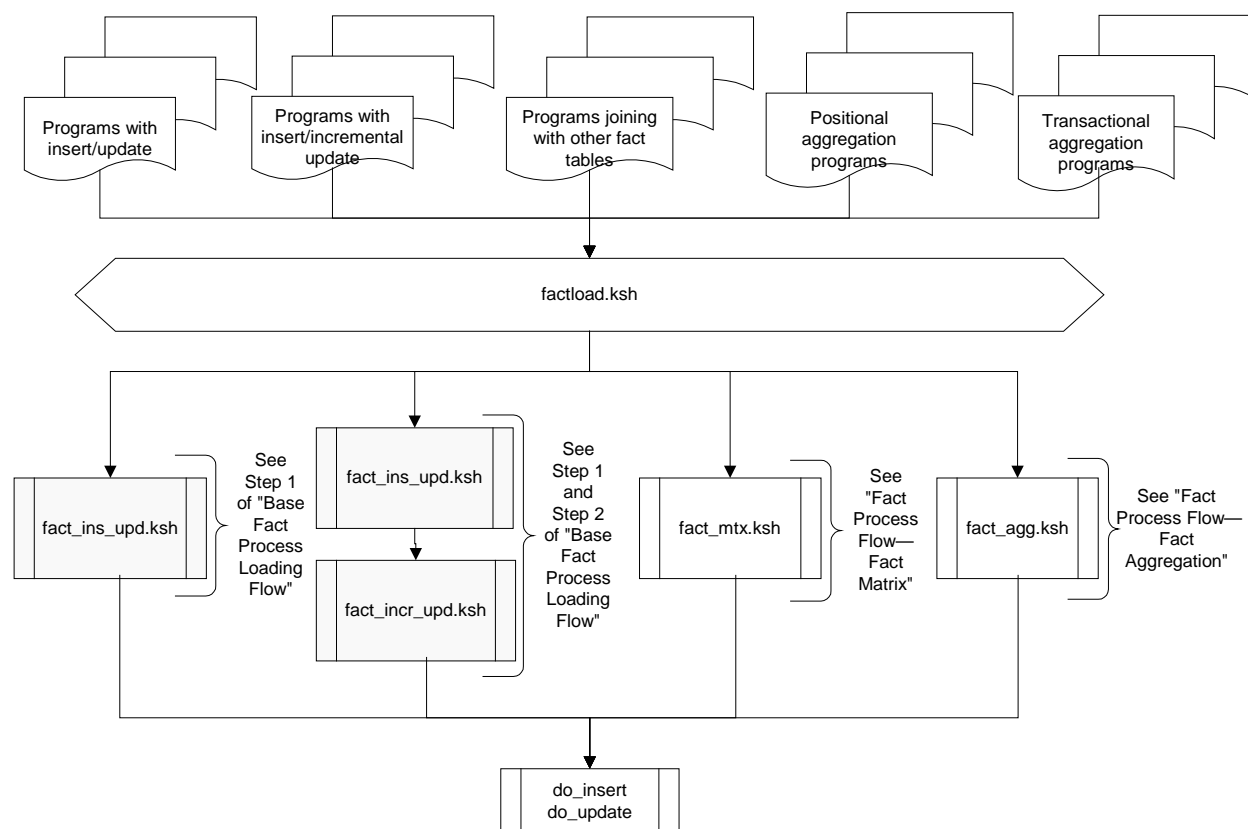 Programs with
insert/update
Programs with
insert/incremental
update
Programs joining
with other fact
tables
Positional
aggregation
programs
Transactional
aggregation
programs
factload.ksh
fact_ins_upd.ksh
See
Step 1
of "Base
Fact
Process
Loading
Flow"
fact_ins_upd.ksh
fact_incr_upd.ksh
See
Step 1
and
Step 2
of "Base
Fact
Process
Loading
Flow"
fact_mtx.ksh
See
"Fact
Process
Flow—
Fact
Matrix"
fact_agg.ksh
See "Fact
Process Flow—
Fact
Aggregation"
do_insert
do_update